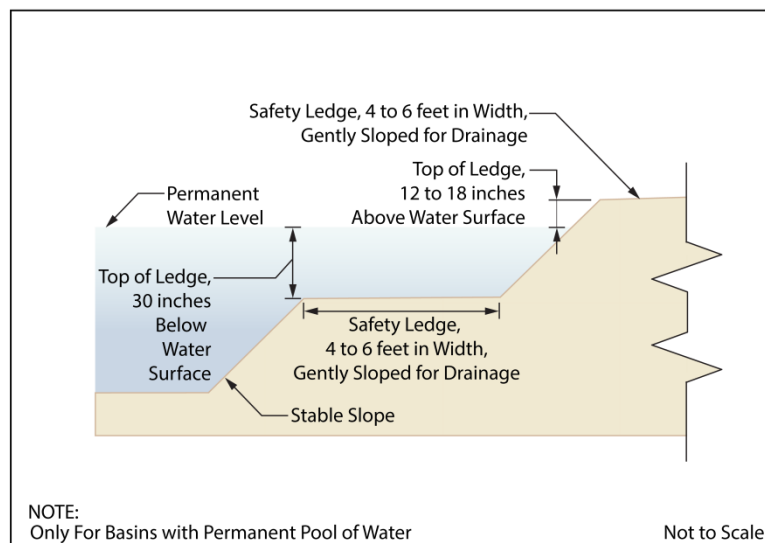 Safety Ledge, 4 to 6 feet in Width,
Gently Sloped for Drainage
Top of Ledge,
12 to 18 inches
Above Water Surface
Permanent
Water Level
Top of Ledge,
30 inches
Below
Water
Surface
Safety Ledge,
4 to 6 feet in Width,
Gently Sloped for Drainage
Stable Slope
NOTE:
Only For Basins with Permanent Pool of Water
Not to Scale